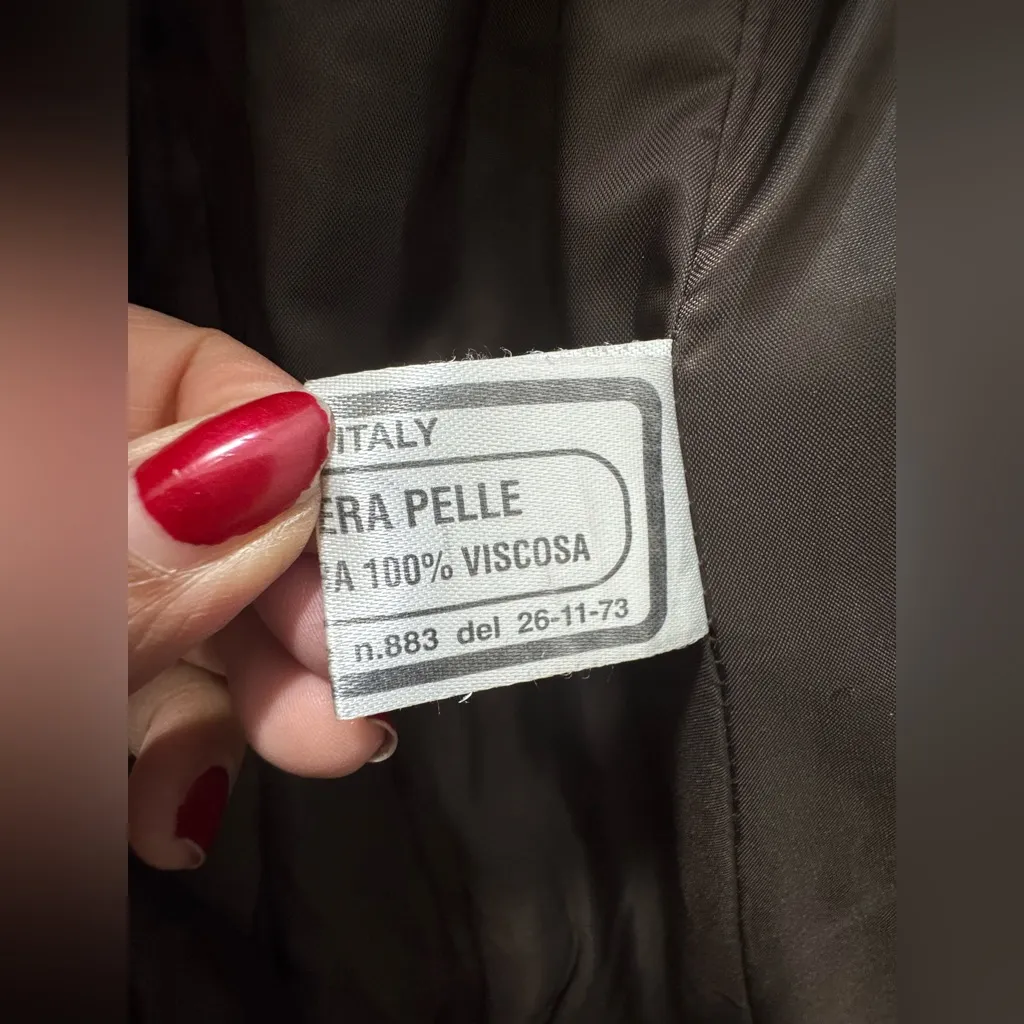 ITALY
ERA PELLE
A 100% VISCOSA
n.883 del 26-11-73